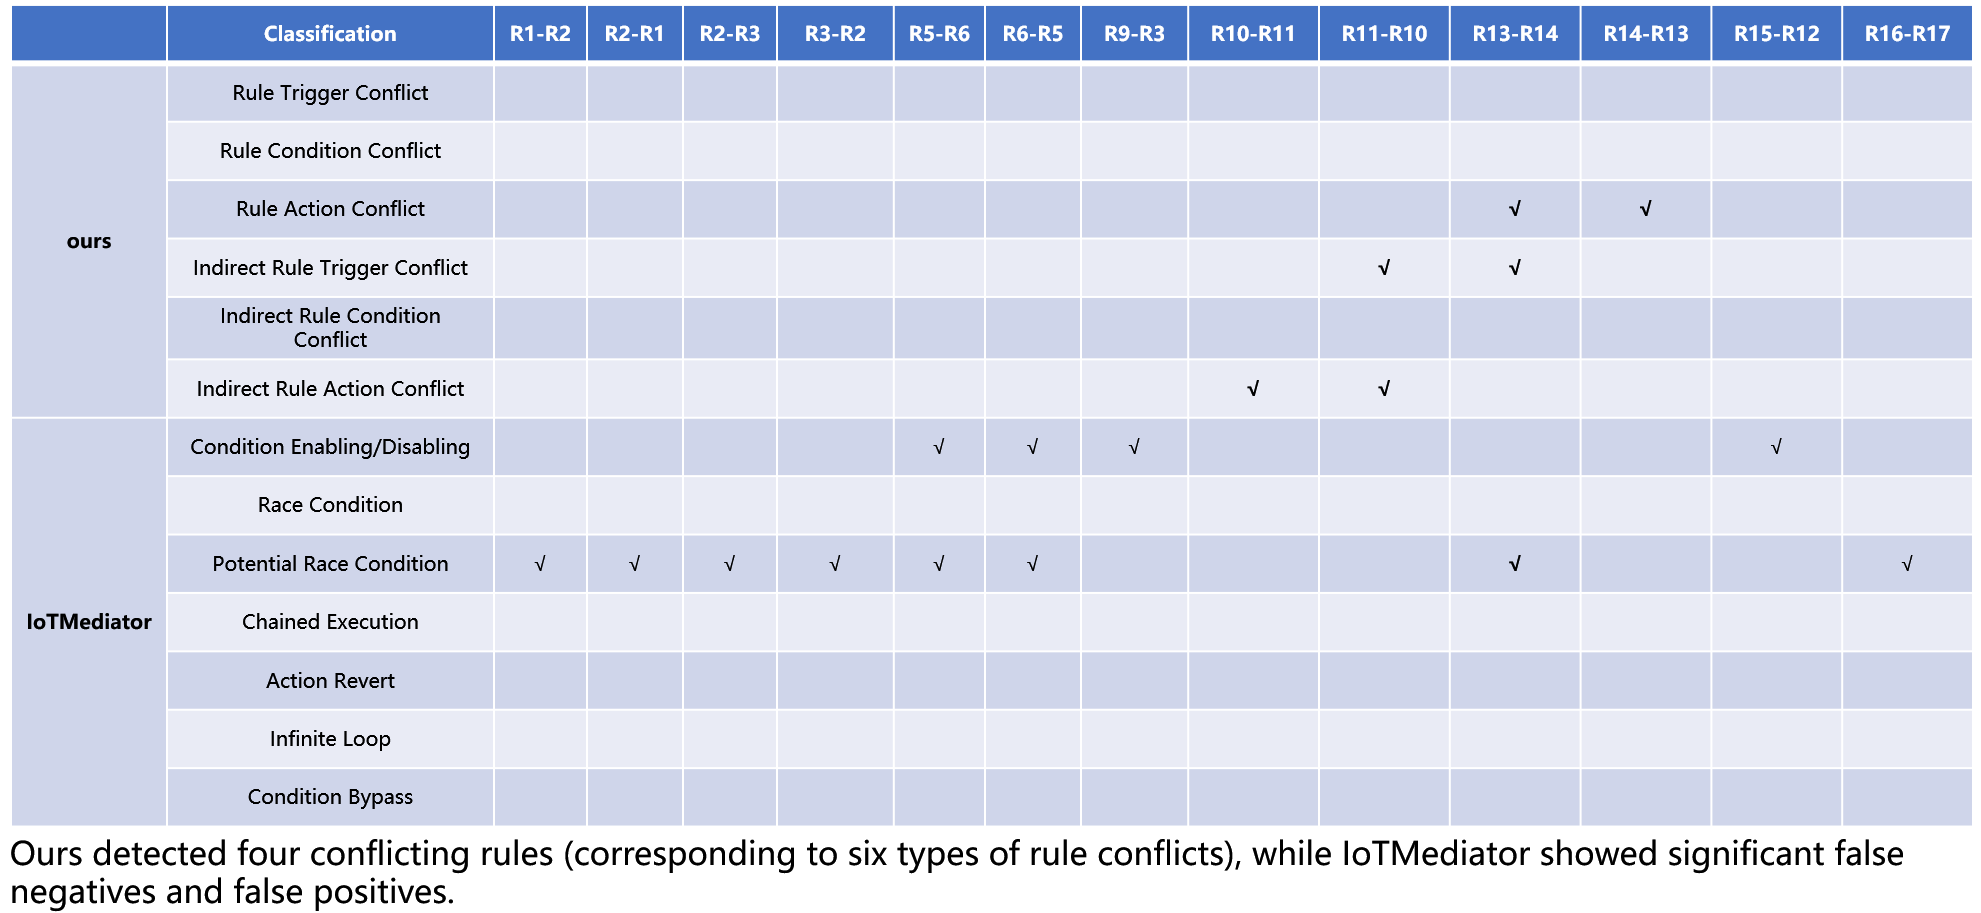 Classification R1-R2 R2-R1 R2-R3 R3-R2 R5-R6 R6-R5 R9-R3 R10-R11 R11-R10 R13-R14 R14-R13 R15-R12 R16-R17
ours
Rule Trigger Conflict
Rule Condition Conflict
Rule Action Conflict √ √
Indirect Rule Trigger Conflict √ √
Indirect Rule Condition
Conflict
Indirect Rule Action Conflict √ √
IoTMediator
Condition Enabling/Disabling √ √ √ √
Race Condition
Potential Race Condition √ √ √ √ √ √ √ √
Chained Execution
Action Revert
Infinite Loop
Condition Bypass
Ours detected four conflicting rules (corresponding to six types of rule conflicts), while IoTMediator showed significant false
negatives and false positives.